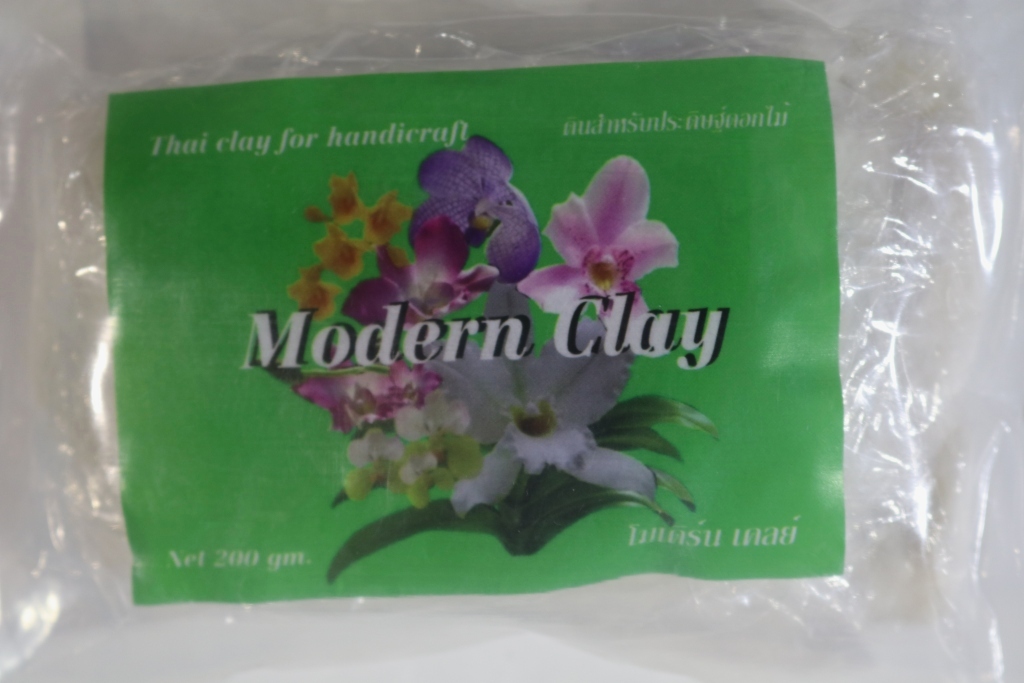 Thai clay for handicraft
ดินสำหรับประดิษฐ์ดอกไม้
Modern Clay
Net 200 gm.
โมเดิร์น เคลย์